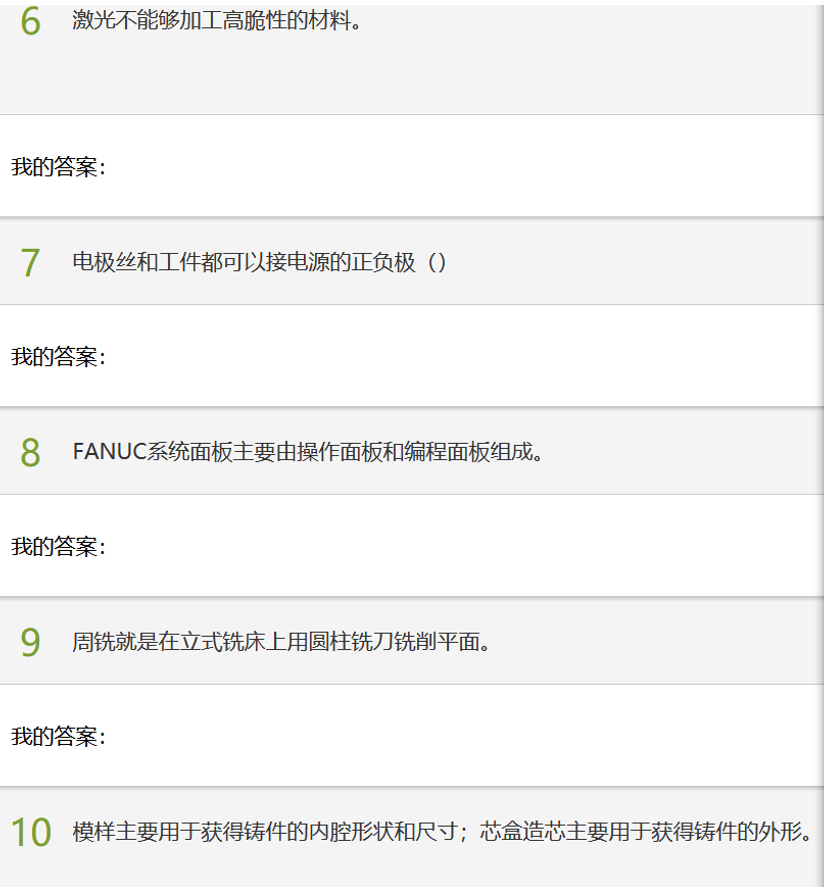 6 激光不能够加工高脆性的材料。
我的答案：
7 电极丝和工件都可以接电源的正负极（）
我的答案：
8 FANUC系统面板主要由操作面板和编程面板组成。
我的答案：
9 周铣就是在立式铣床上用圆柱铣刀铣削平面。
我的答案：
10 模样主要用于获得铸件的内腔形状和尺寸；芯盒造芯主要用于获得铸件的外形。